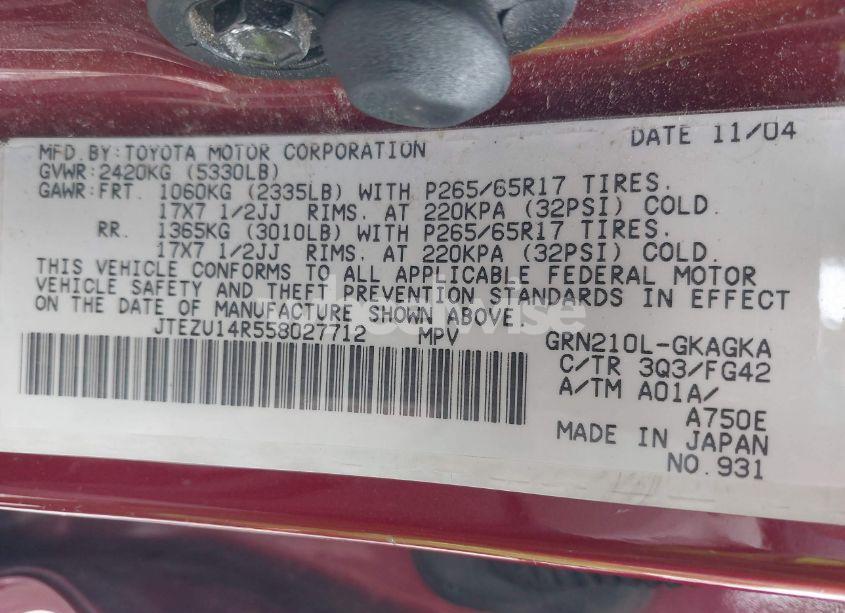 DATE 11/04
MFD.BY:TOYOTA MOTOR CORPORATION
GVWR:2420KG (5330LB)
GAWR:FRT. 1060KG (2335LB) WITH P265/65R17 TIRES.
17X7 1/2JJ RIMS. AT 220KPA (32PSI) COLD.
RR. 1365KG (3010LB) WITH P265/65R17 TIRES.
17X7 1/2JJ RIMS. AT 220KPA (32PSI) COLD.
THIS VEHICLE CONFORMS TO ALL APPLICABLE FEDERAL MOTOR
VEHICLE SAFETY AND THEFT PREVENTION STANDARDS IN EFFECT
ON THE DATE OF MANUFACTURE SHOWN ABOVE.
JTEZU14R558027712 MPV
GRN210L-GKAGKA
C/TR 3Q3/FG42
A/TM A01A/
A750E
MADE IN JAPAN
NO.931